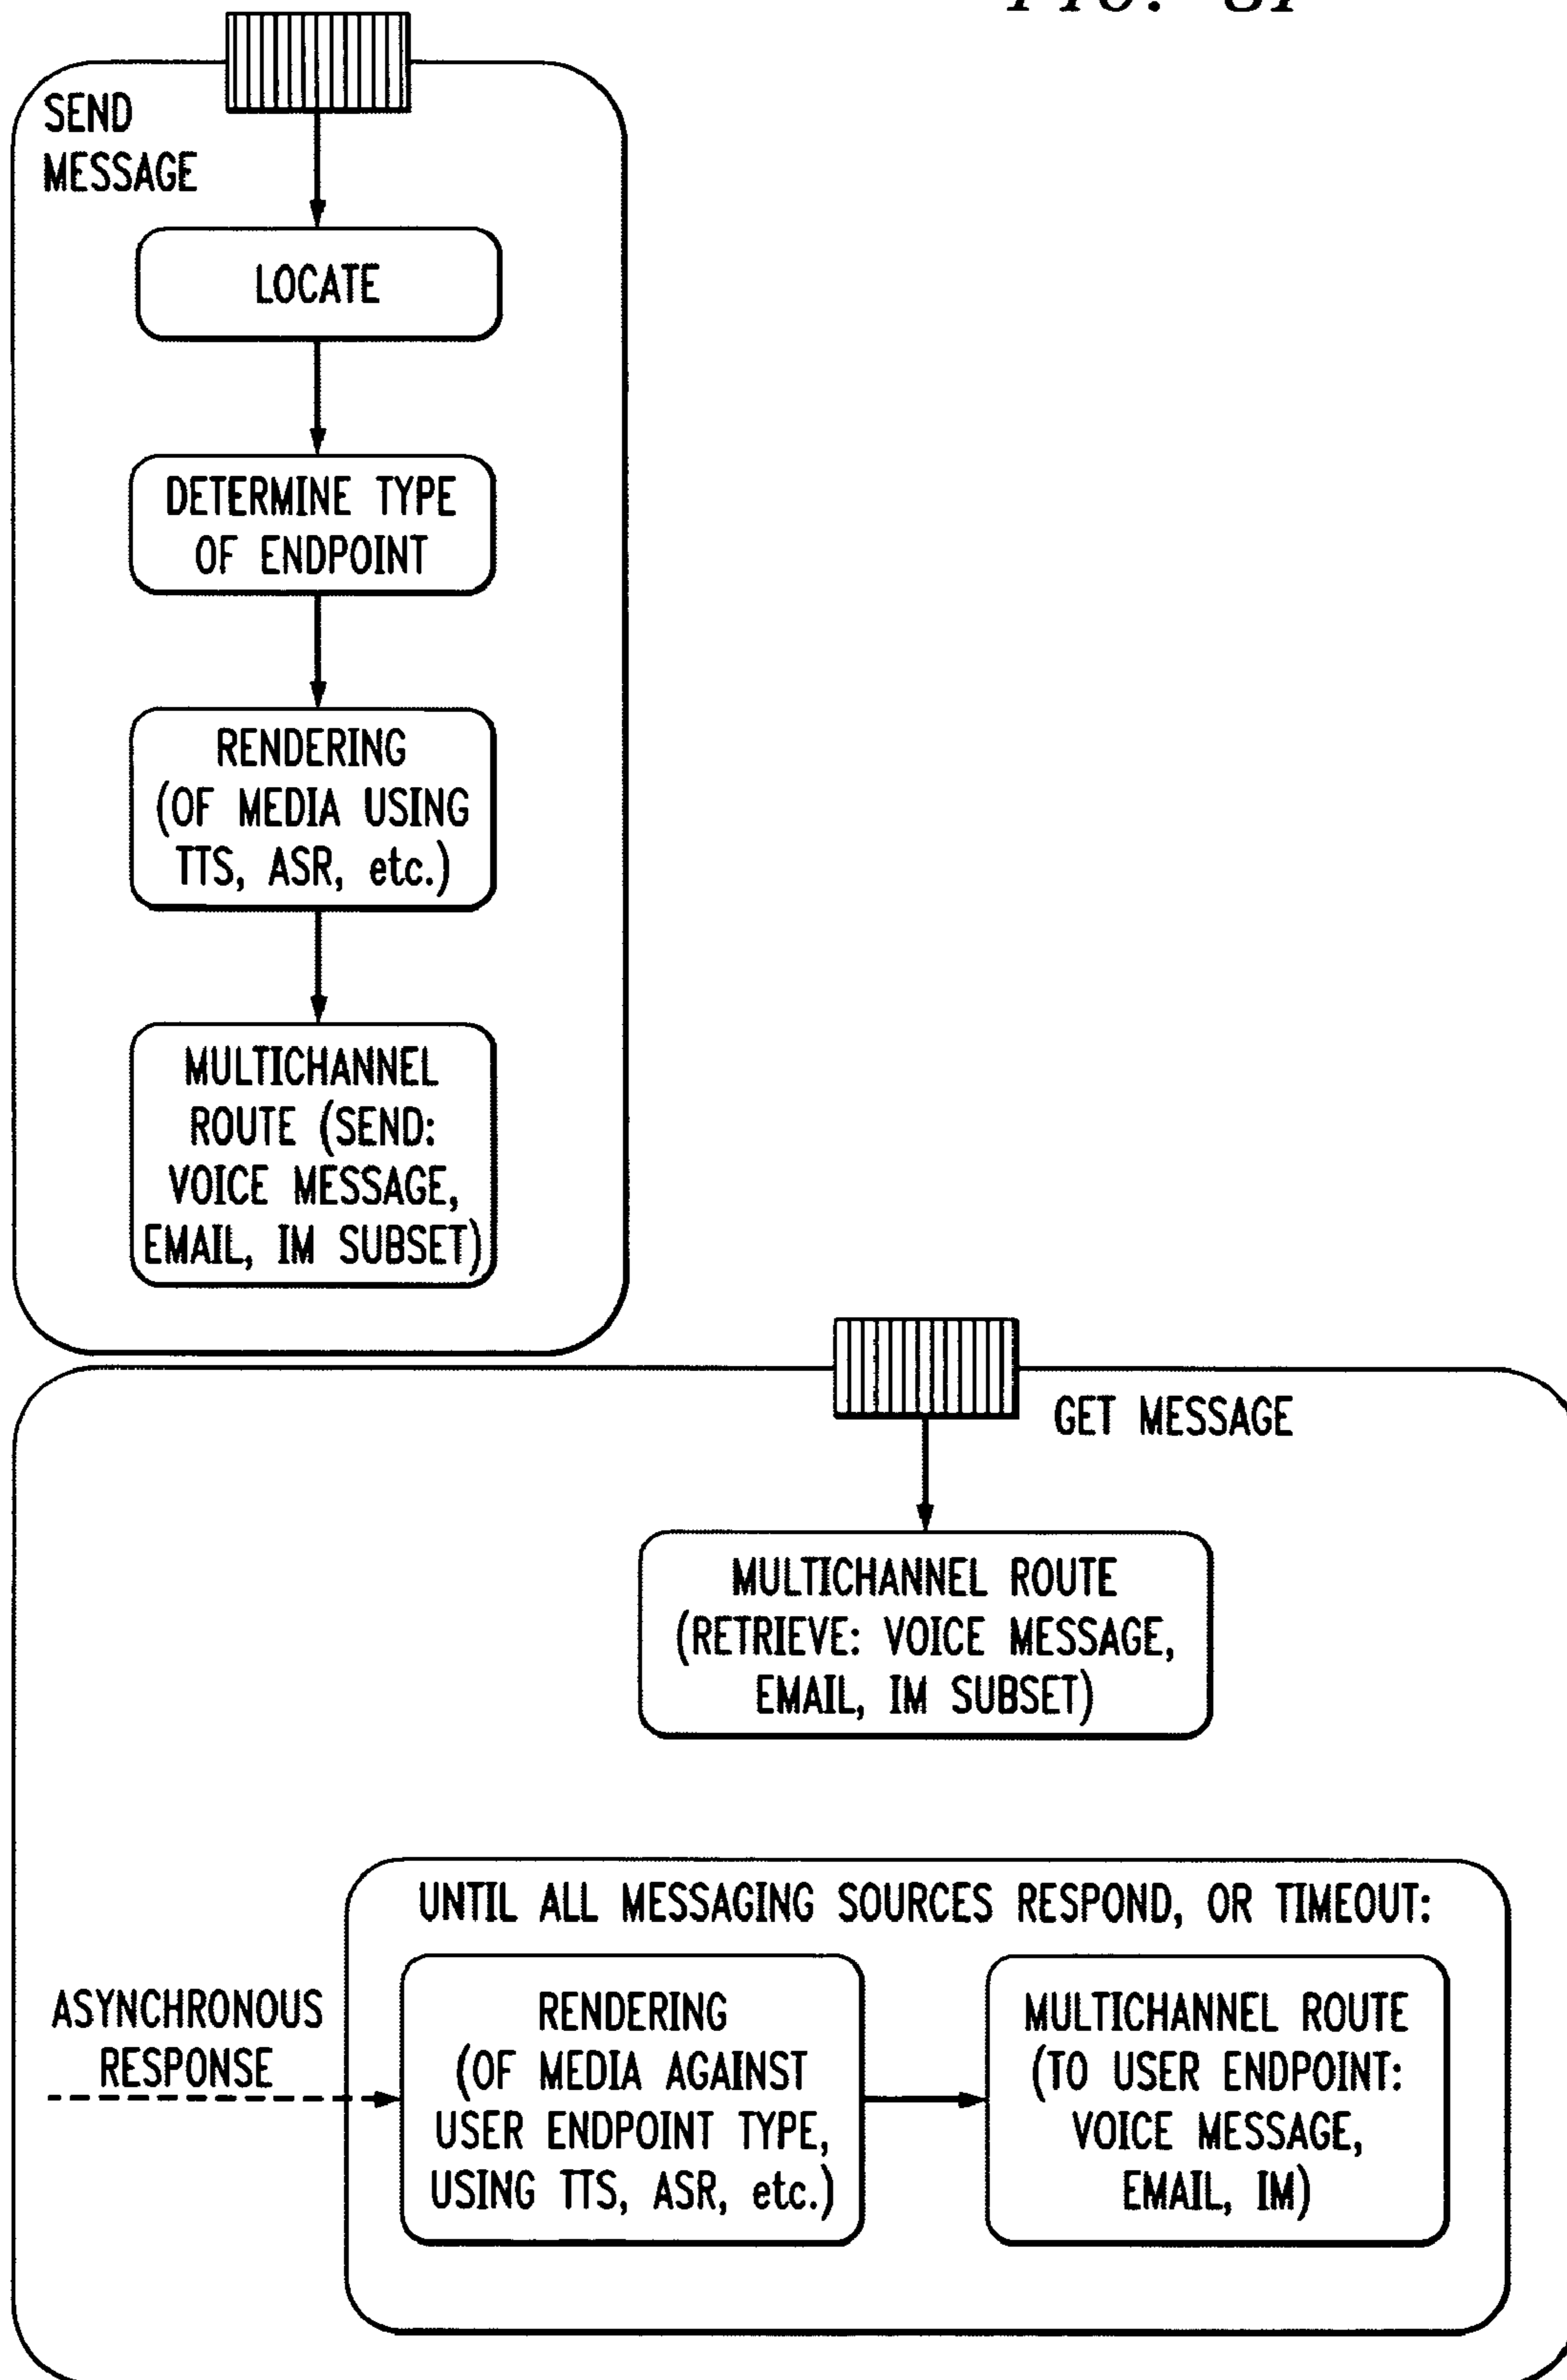 SEND
MESSAGE
LOCATE
DETERMINE TYPE
OF ENDPOINT
RENDERING
(OF MEDIA USING
TTS, ASR, etc.)
MULTICHANNEL
ROUTE (SEND:
VOICE MESSAGE,
EMAIL, IM SUBSET)
GET MESSAGE
MULTICHANNEL ROUTE
(RETRIEVE: VOICE MESSAGE,
EMAIL, IM SUBSET)
UNTIL ALL MESSAGING SOURCES RESPOND, OR TIMEOUT:
ASYNCHRONOUS
RESPONSE
RENDERING
(OF MEDIA AGAINST
USER ENDPOINT TYPE,
USING TTS, ASR, etc.)
MULTICHANNEL ROUTE
(TO USER ENDPOINT:
VOICE MESSAGE,
EMAIL, IM)